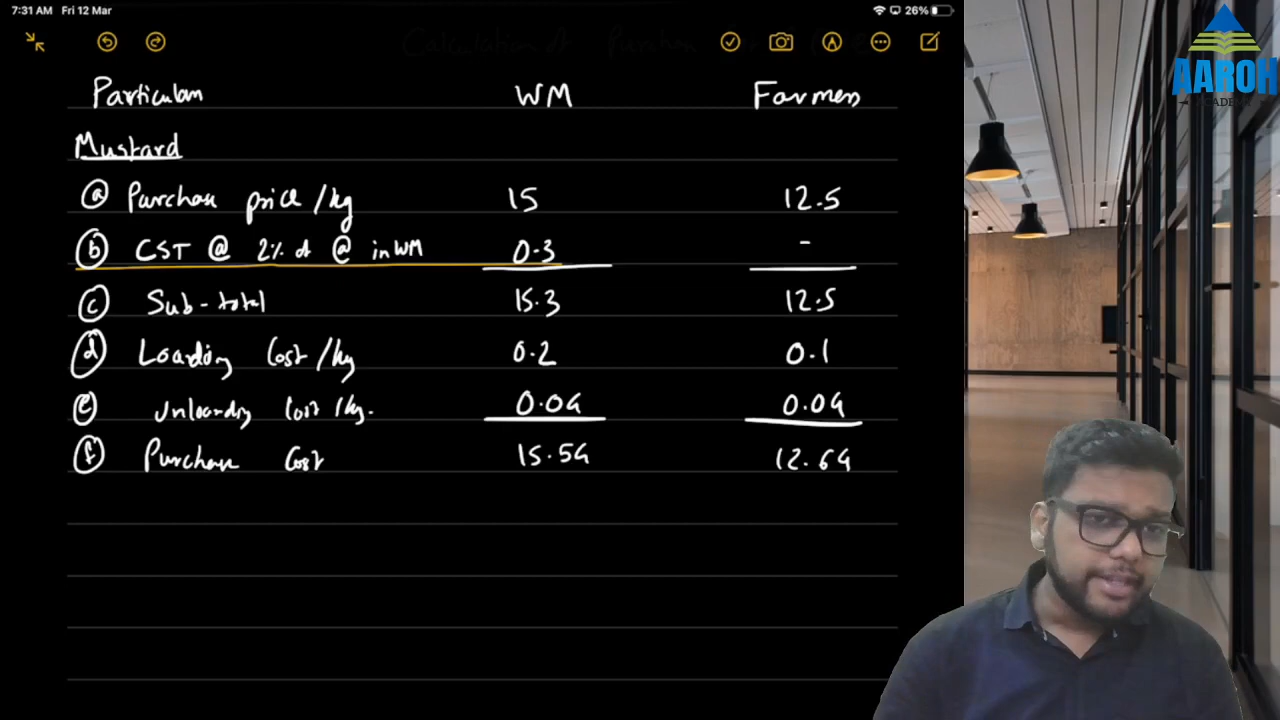 7:31 AM Fri 12 Mar 26%
Particulars WM Farmers
Mustard
(a) Purchase price /kg 15 12.5
(b) CST @ 2% of (a) in WM 0.3 -
(c) Sub-total 15.3 12.5
(d) Loading Cost /kg 0.2 0.1
(e) Unloading Cost /kg. 0.04 0.04
(f) Purchase Cost 15.54 12.64
AAROH
ACADEMY